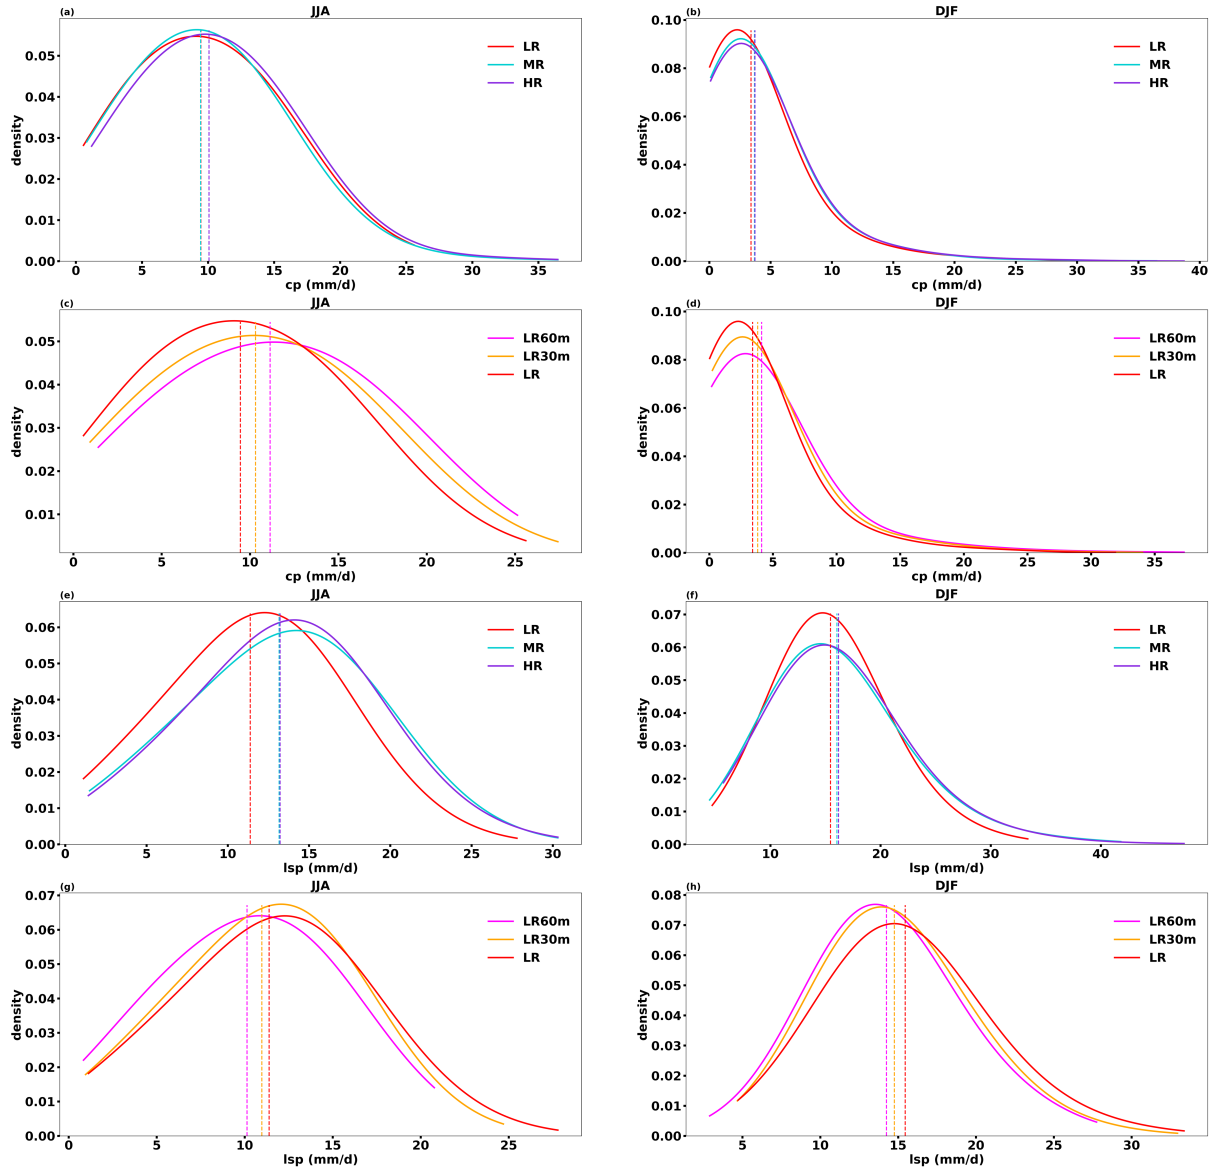 (a) JJA
density
0.05
0.04
0.03
0.02
0.01
0.00
LR
MR
HR
0 5 10 15 20 25 30 35
cp (mm/d)
(b) DJF
density
0.10
0.08
0.06
0.04
0.02
0.00
LR
MR
HR
0 5 10 15 20 25 30 35 40
cp (mm/d)
(c) JJA
density
0.05
0.04
0.03
0.02
0.01
LR60m
LR30m
LR
0 5 10 15 20 25
cp (mm/d)
(d) DJF
density
0.10
0.08
0.06
0.04
0.02
0.00
LR60m
LR30m
LR
0 5 10 15 20 25 30 35
cp (mm/d)
(e) JJA
density
0.06
0.05
0.04
0.03
0.02
0.01
0.00
LR
MR
HR
0 5 10 15 20 25 30
lsp (mm/d)
(f) DJF
density
0.07
0.06
0.05
0.04
0.03
0.02
0.01
0.00
LR
MR
HR
10 20 30 40
lsp (mm/d)
(g) JJA
density
0.07
0.06
0.05
0.04
0.03
0.02
0.01
0.00
LR60m
LR30m
LR
0 5 10 15 20 25
lsp (mm/d)
(h) DJF
density
0.08
0.07
0.06
0.05
0.04
0.03
0.02
0.01
0.00
LR60m
LR30m
LR
5 10 15 20 25 30
lsp (mm/d)